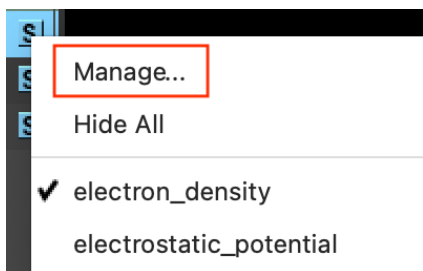 S
Manage...
S
Hide All
S
✔ electron_density
electrostatic_potential